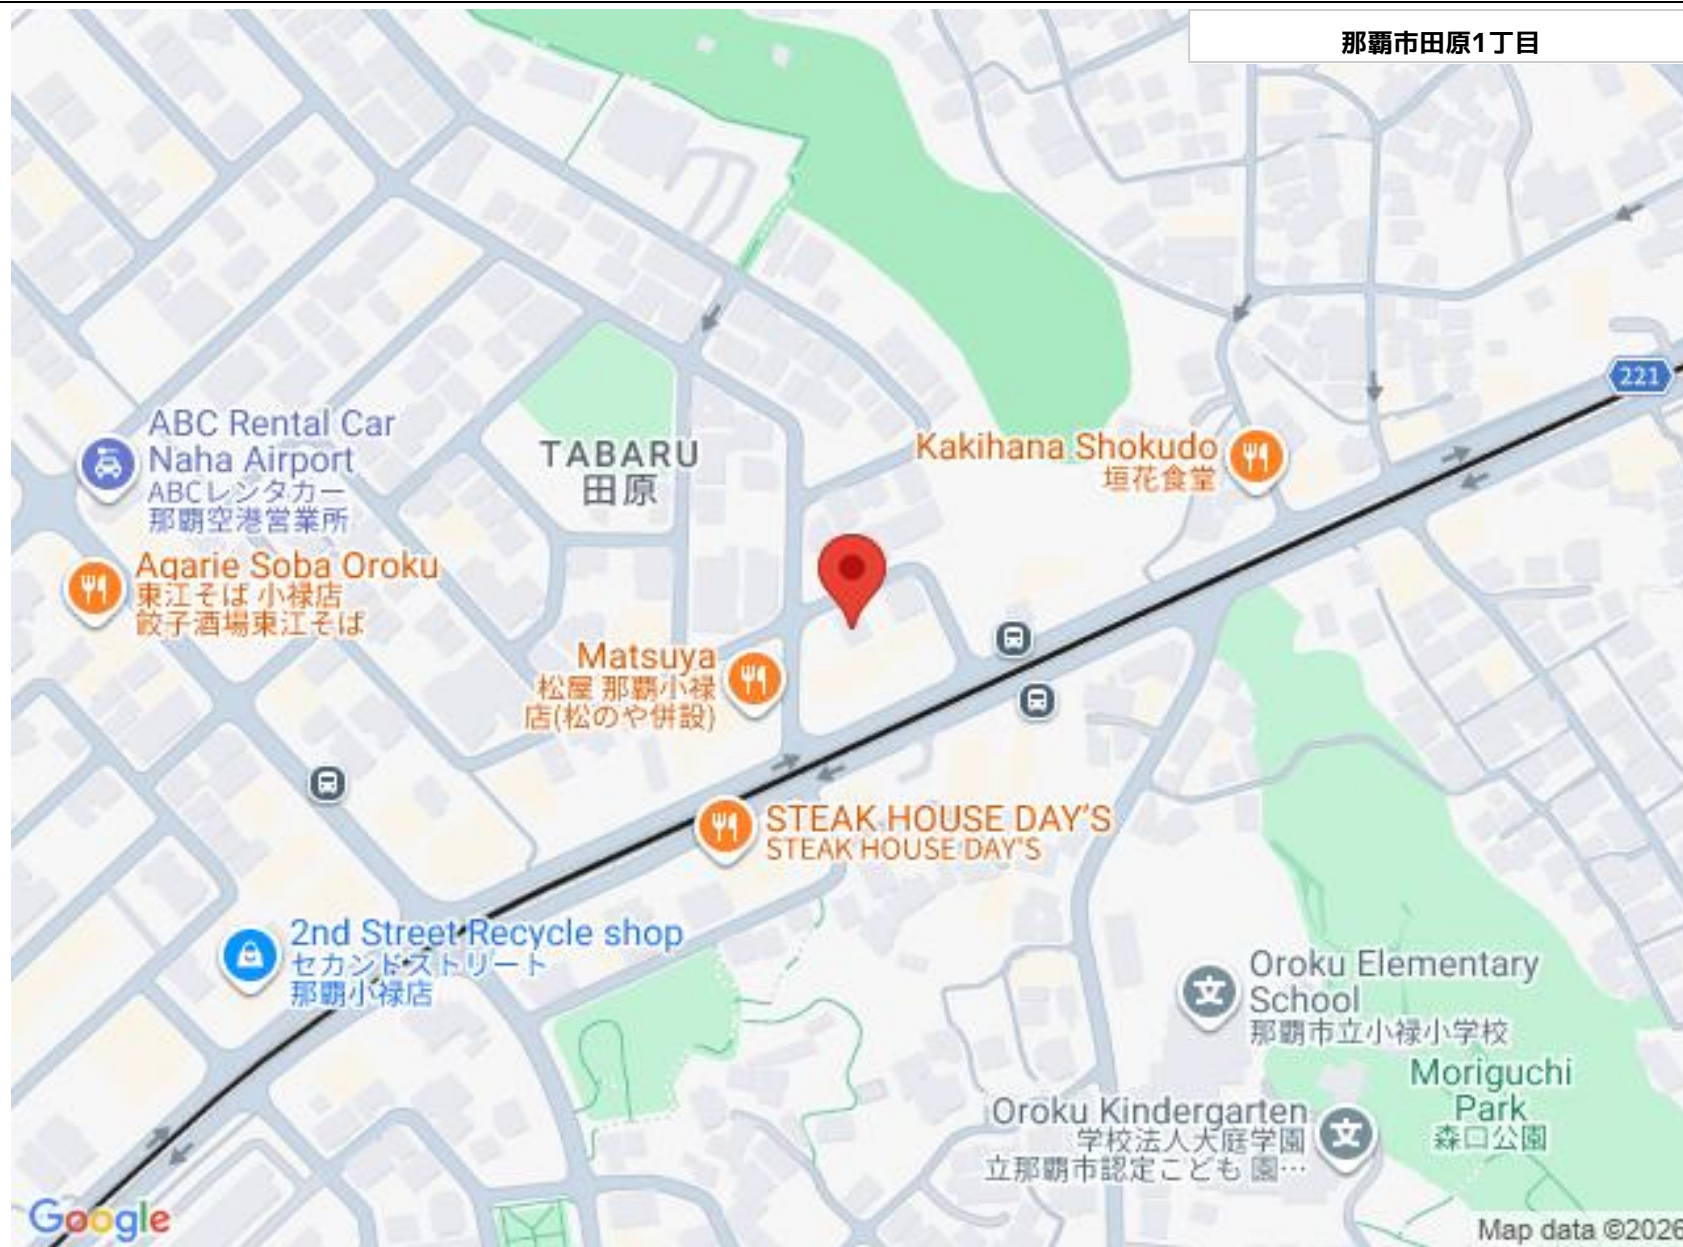 那覇市田原1丁目
221
ABC Rental Car
Naha Airport
ABCレンタカー
那覇空港営業所
TABARU
田原
Kakihana Shokudo
垣花食堂
Agarie Soba Oroku
東江そば 小禄店
餃子酒場東江そば
Matsuya
松屋 那覇小禄
店(松のや併設)
STEAK HOUSE DAY'S
STEAK HOUSE DAY'S
2nd Street Recycle shop
セカンドストリート
那覇小禄店
Oroku Elementary
School
那覇市立小禄小学校
Moriguchi
Park
森口公園
Oroku Kindergarten
学校法人大庭学園
立那覇市認定こども園…
文
文
Google
Map data ©2026